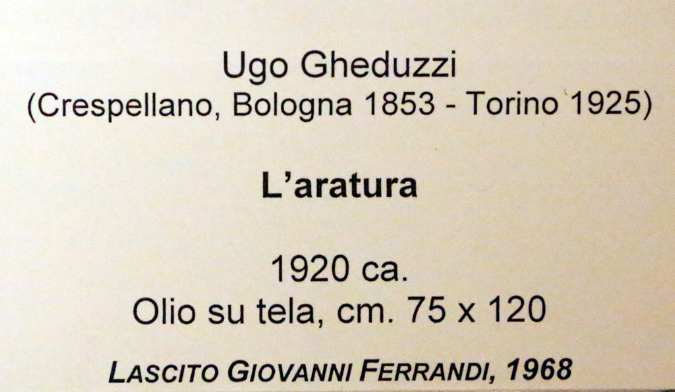 Ugo Gheduzzi
(Crespellano, Bologna 1853 - Torino 1925)
L’aratura
1920 ca.
Olio su tela, cm. 75 x 120
LASCITO GIOVANNI FERRANDI, 1968